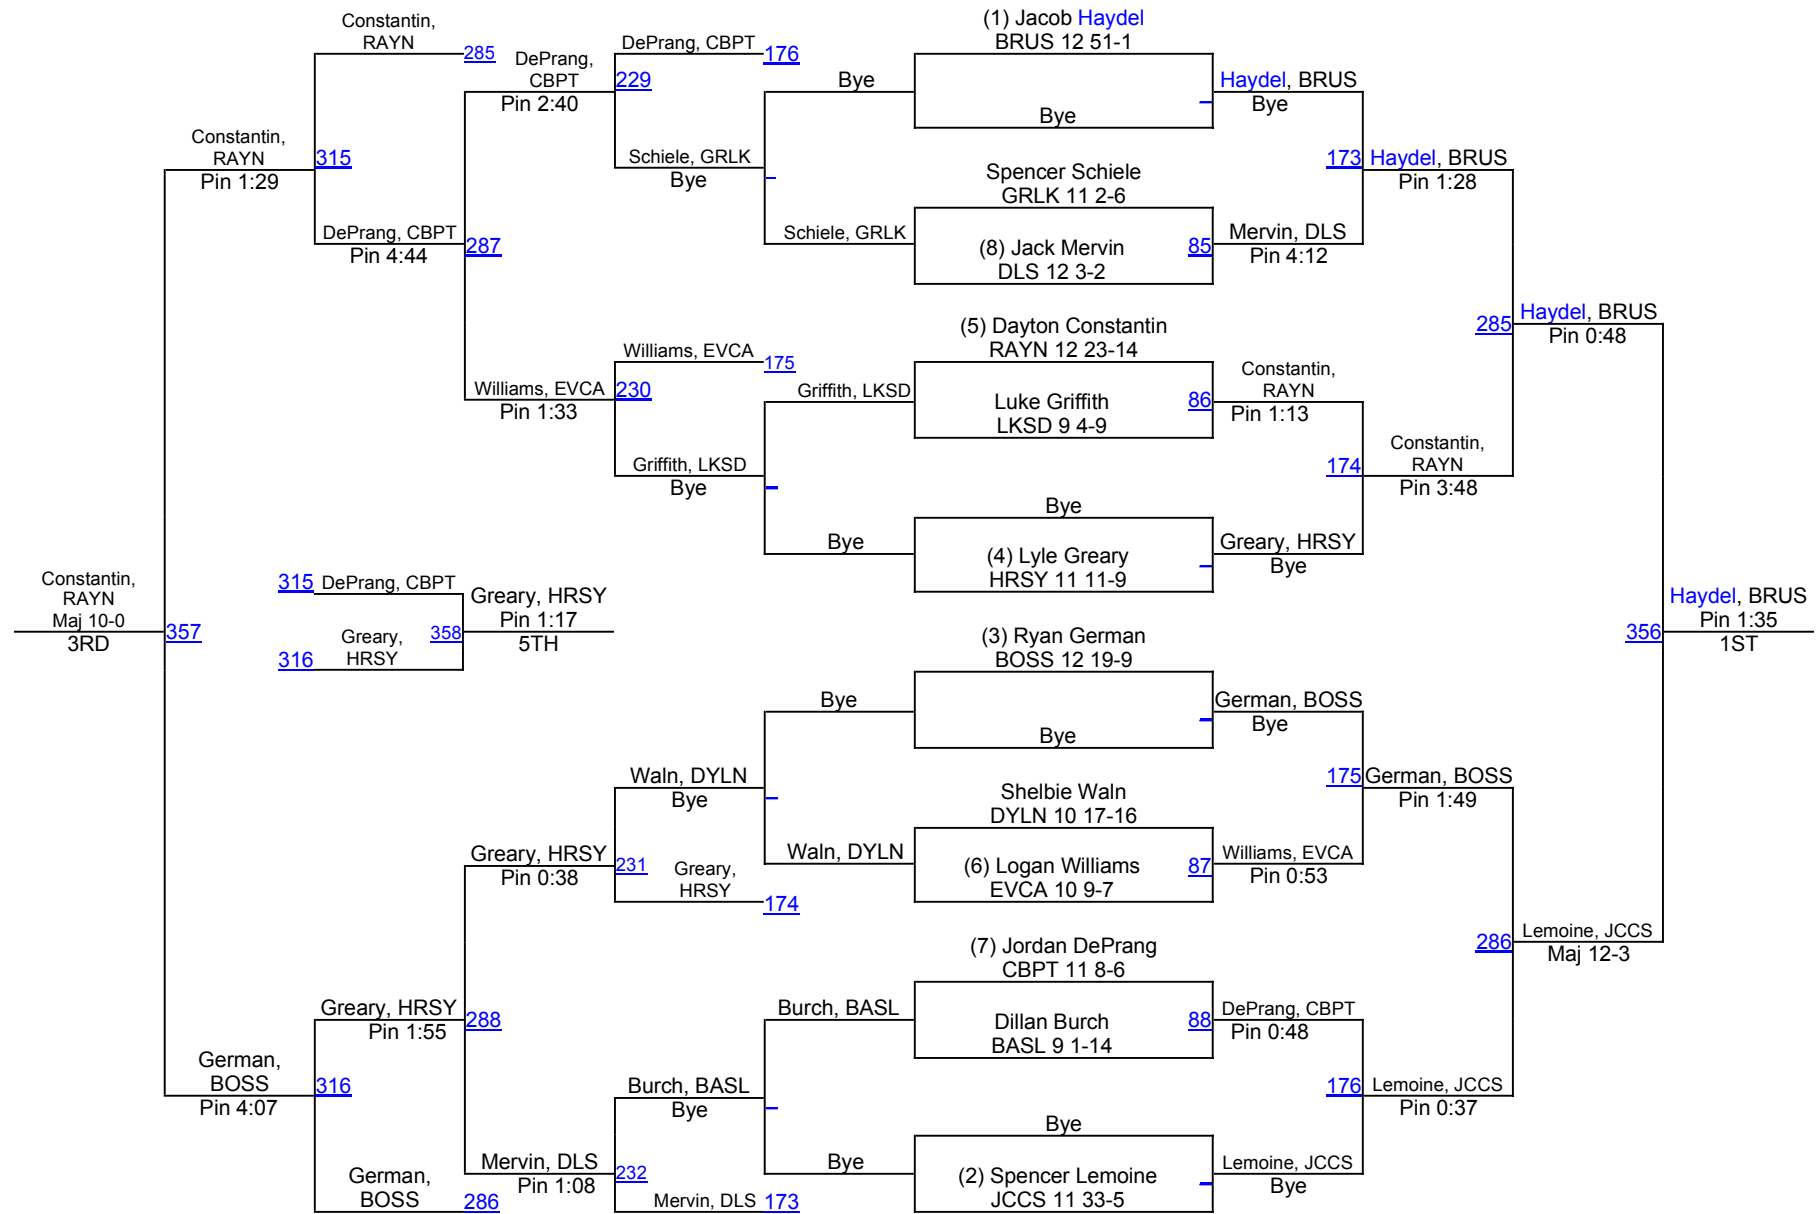 (1) Jacob Haydel
BRUS 12 51-1
Bye
Spencer Schiele
GRLK 11 2-6
(8) Jack Mervin
DLS 12 3-2
85
(5) Dayton Constantin
RAYN 12 23-14
Luke Griffith
LKSD 9 4-9
86
Bye
(4) Lyle Greary
HRSY 11 11-9
(3) Ryan German
BOSS 12 19-9
Bye
Shelbie Waln
DYLN 10 17-16
(6) Logan Williams
EVCA 10 9-7
87
(7) Jordan DePrang
CBPT 11 8-6
Dillan Burch
BASL 9 1-14
88
Bye
(2) Spencer Lemoine
JCCS 11 33-5
Haydel, BRUS
Bye
Mervin, DLS
Pin 4:12
173
Constantin,
RAYN
Pin 1:13
Greary, HRSY
Bye
174
German, BOSS
Bye
Williams, EVCA
Pin 0:53
175
DePrang, CBPT
Pin 0:48
Lemoine, JCCS
Bye
176
Haydel, BRUS
Pin 1:28
Constantin,
RAYN
Pin 3:48
285
German, BOSS
Pin 1:49
Lemoine, JCCS
Pin 0:37
286
Haydel, BRUS
Pin 0:48
Lemoine, JCCS
Maj 12-3
356
Haydel, BRUS
Pin 1:35
1ST
Bye
Schiele, GRLK
Griffith, LKSD
Bye
Bye
Waln, DYLN
Burch, BASL
Bye
DePrang, CBPT
176
Schiele, GRLK
Bye
229
Williams, EVCA
175
Griffith, LKSD
Bye
230
Waln, DYLN
Bye
Greary,
HRSY
174
231
Burch, BASL
Bye
Mervin, DLS
173
232
DePrang,
CBPT
Pin 2:40
Williams, EVCA
Pin 1:33
287
Greary, HRSY
Pin 0:38
Mervin, DLS
Pin 1:08
288
Constantin,
RAYN
285
DePrang, CBPT
Pin 4:44
315
Greary, HRSY
Pin 1:55
German,
BOSS
286
316
Constantin,
RAYN
Pin 1:29
German,
BOSS
Pin 4:07
357
Constantin,
RAYN
Maj 10-0
3RD
315
DePrang, CBPT
316
Greary,
HRSY
358
Greary, HRSY
Pin 1:17
5TH